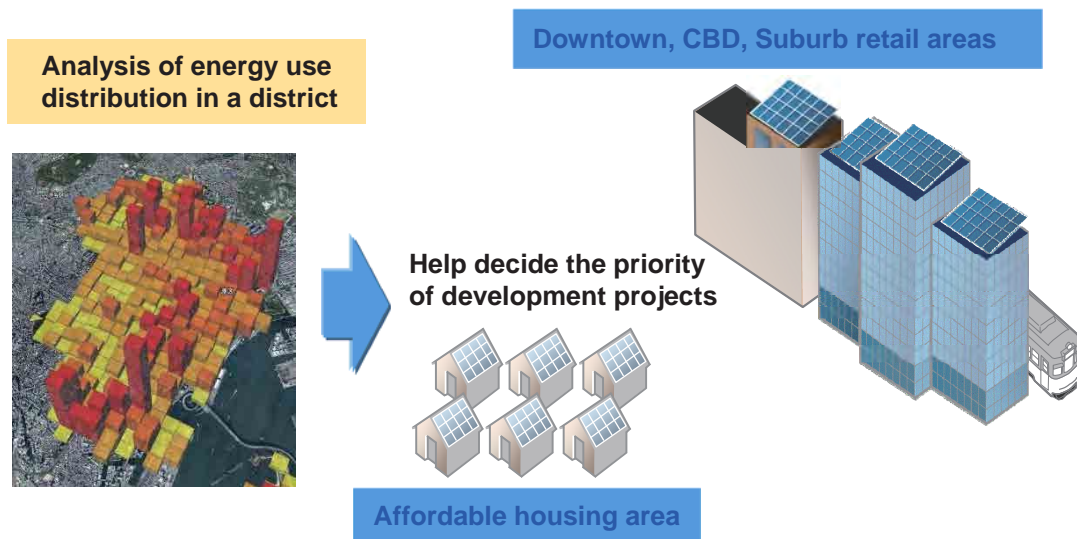 Downtown, CBD, Suburb retail areas
Analysis of energy use
distribution in a district
Help decide the priority
of development projects
Affordable housing area